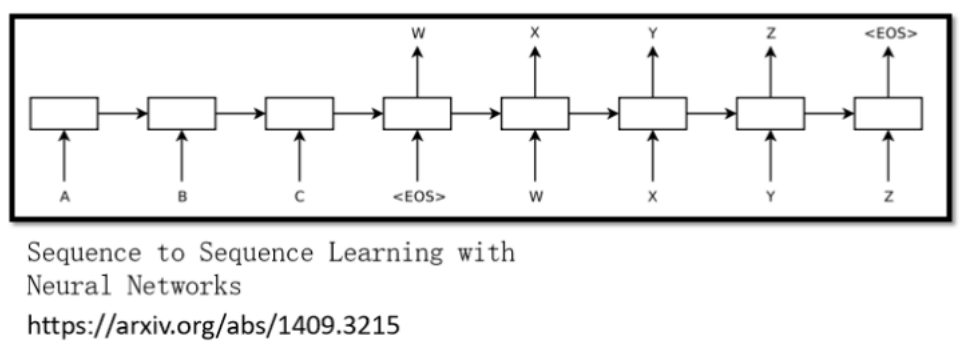 W X Y Z <EOS>
A B C <EOS> W X Y Z
Sequence to Sequence Learning with
Neural Networks
https://arxiv.org/abs/1409.3215